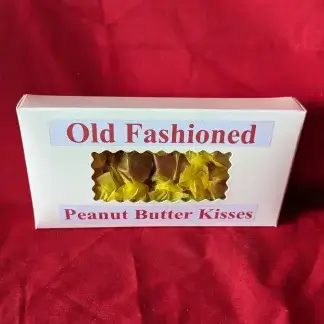 Old Fashioned
Peanut Butter Kisses